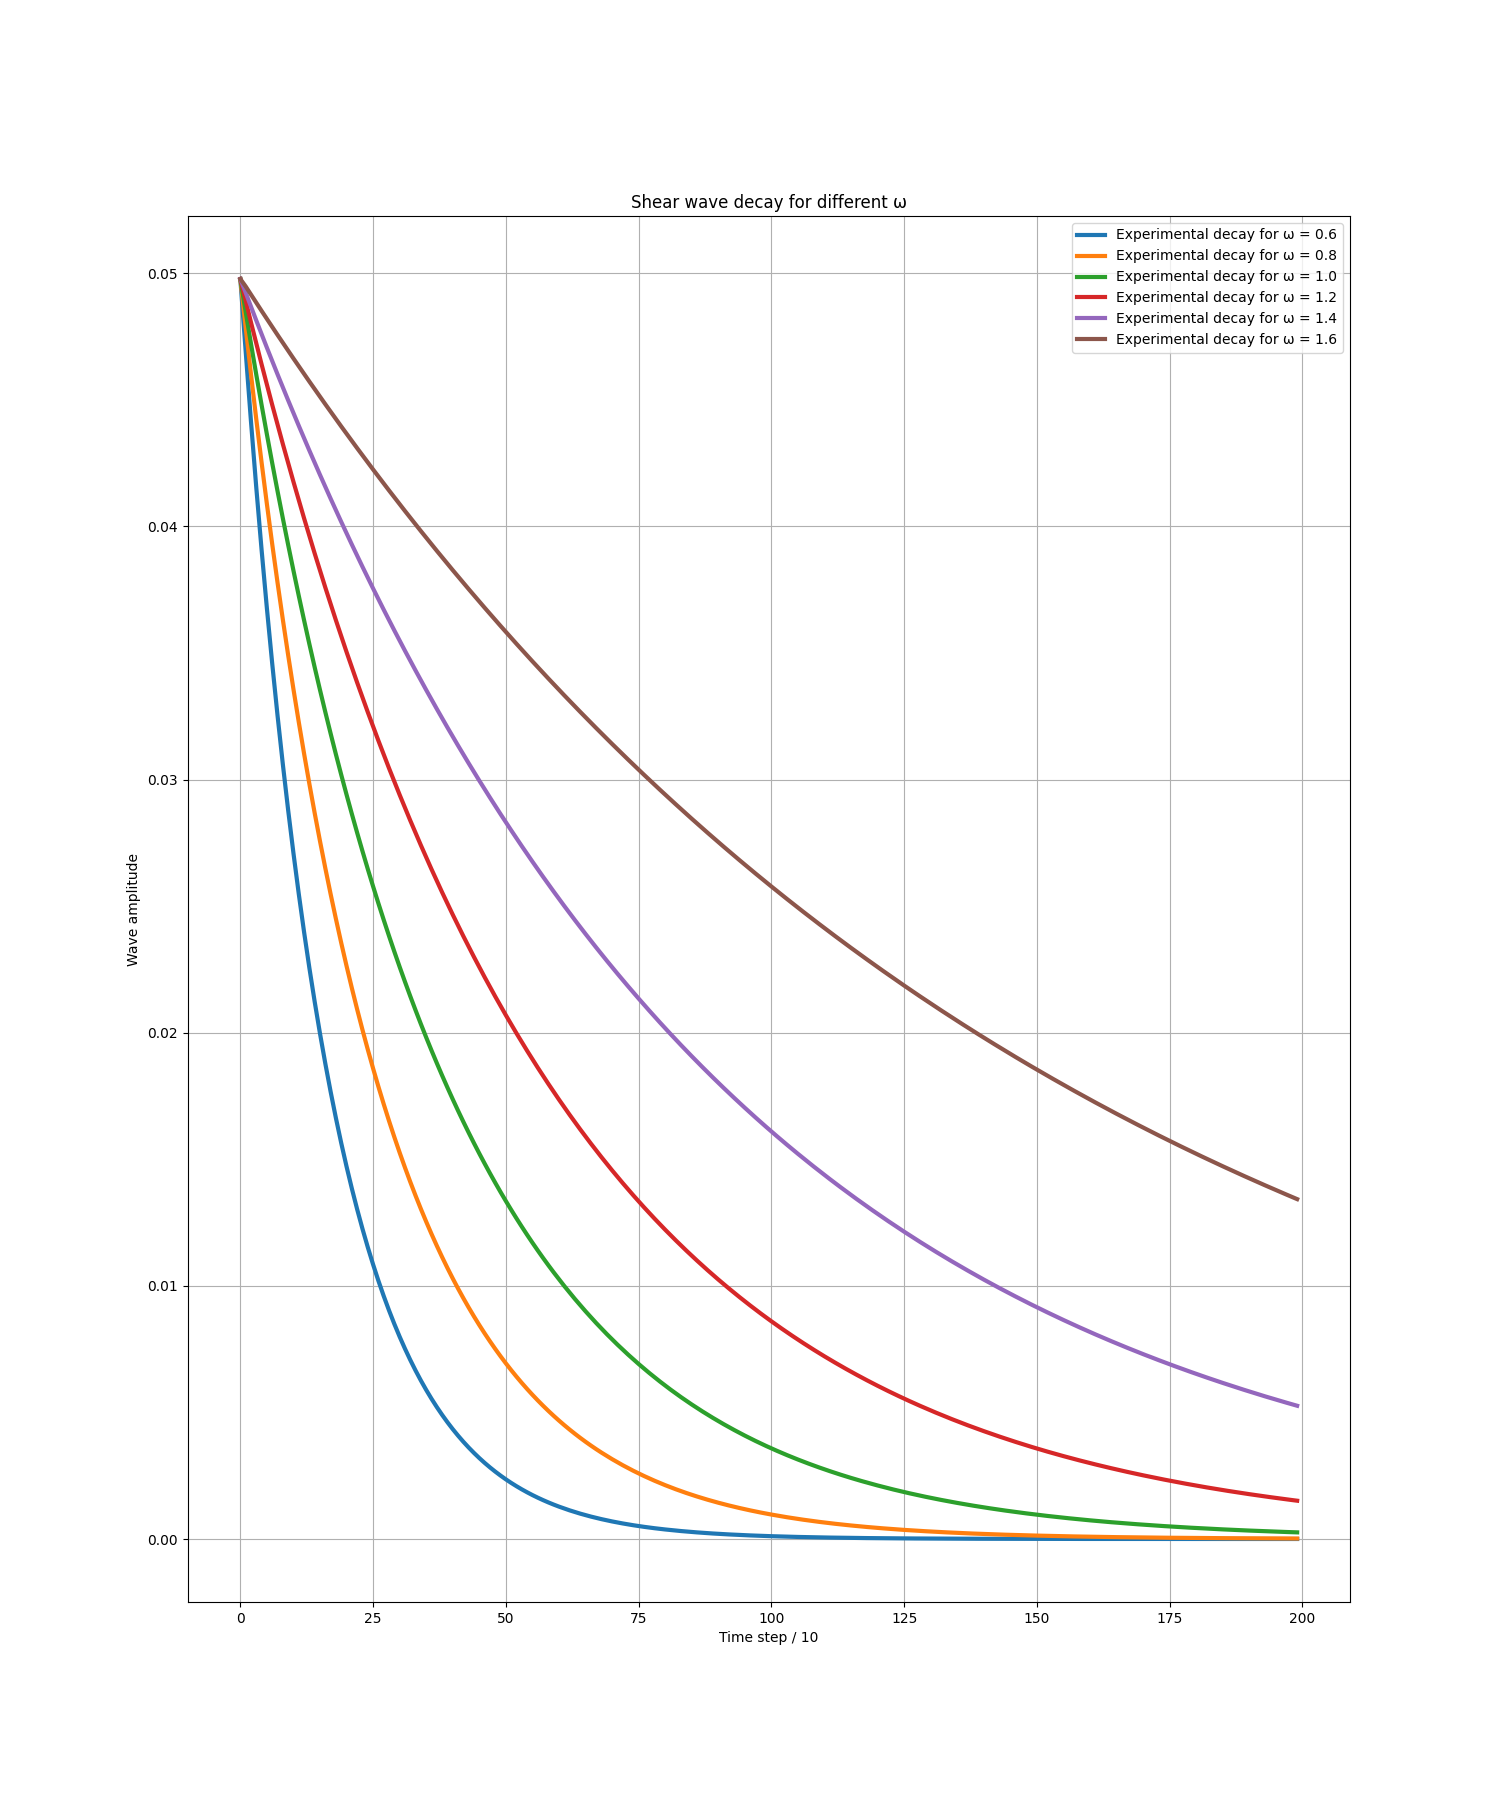 Shear wave decay for different ω
Experimental decay for ω = 0.6
Experimental decay for ω = 0.8
Experimental decay for ω = 1.0
Experimental decay for ω = 1.2
Experimental decay for ω = 1.4
Experimental decay for ω = 1.6
0.05
0.04
0.03
0.02
0.01
0.00
Wave amplitude
0 25 50 75 100 125 150 175 200
Time step / 10